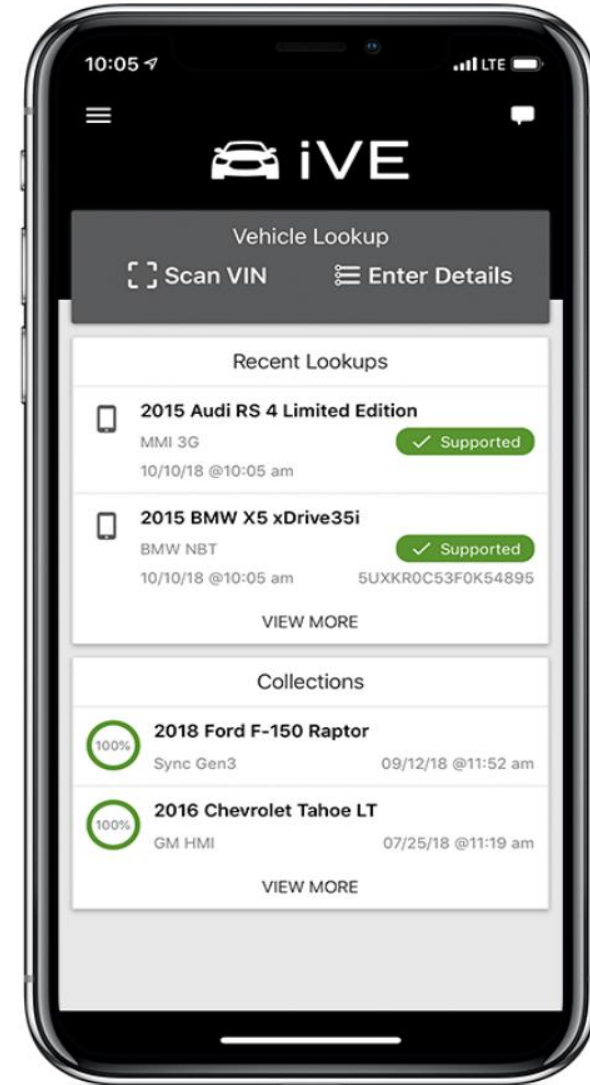 10:05
LTE
iVE
Vehicle Lookup
Scan VIN
Enter Details
Recent Lookups
2015 Audi RS 4 Limited Edition
MMI 3G
Supported
10/10/18 @10:05 am
2015 BMW X5 xDrive35i
BMW NBT
Supported
10/10/18 @10:05 am
5UXKR0C53F0K54895
VIEW MORE
Collections
100%
2018 Ford F-150 Raptor
Sync Gen3
09/12/18 @11:52 am
100%
2016 Chevrolet Tahoe LT
GM HMI
07/25/18 @11:19 am
VIEW MORE